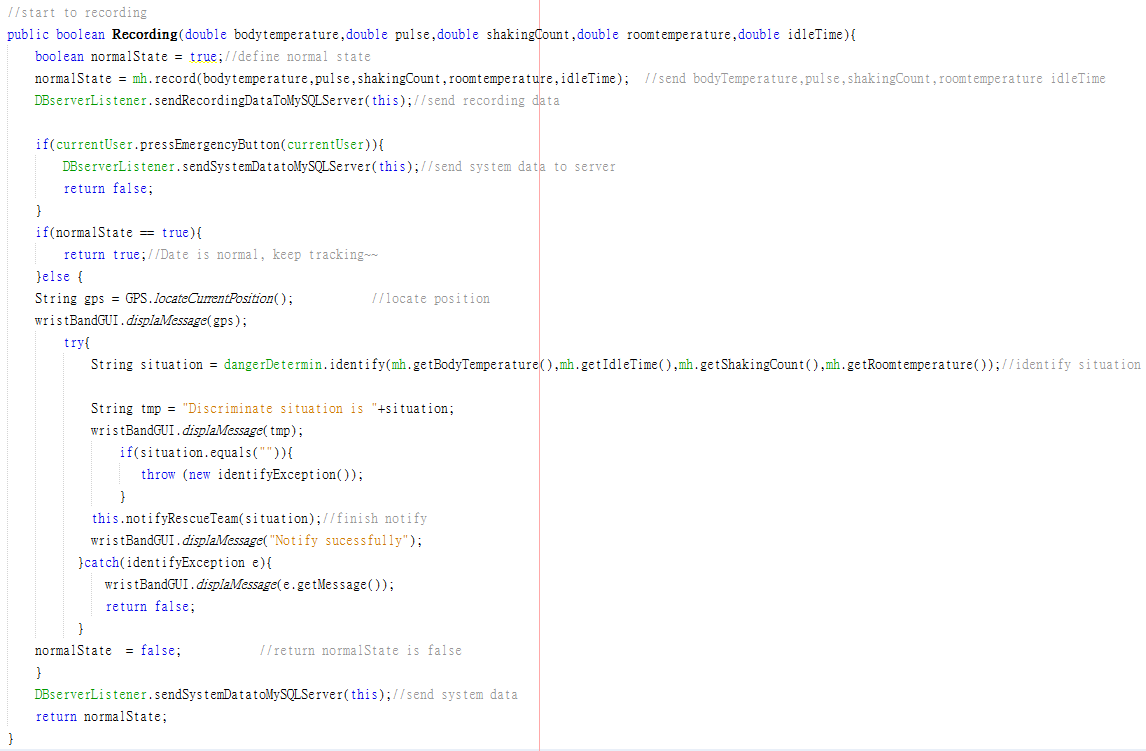 //start to recording
public boolean Recording(double bodytemperature,double pulse,double shakingCount,double roomtemperature,double idleTime){
boolean normalState = true;//define normal state
normalState = mh.record(bodytemperature,pulse,shakingCount,roomtemperature,idleTime);  //send bodyTemperature,pulse,shakingCount,roomtemperature idleTime
DBserverListener.sendRecordingDataToMySQLServer(this);//send recording data
if(currentUser.pressEmergencyButton(currentUser)){
DBserverListener.sendSystemDatatoMySQLServer(this);//send system data to server
return false;
}
if(normalState == true){
return true;//Date is normal, keep tracking~~
}else {
String gps = GPS.locateCurrentPosition();          //locate position
wristBandGUI.displaMessage(gps);
try{
String situation = dangerDetermin.identify(mh.getBodyTemperature(),mh.getIdleTime(),mh.getShakingCount(),mh.getRoomtemperature());//identify situation
String tmp = "Discriminate situation is "+situation;
wristBandGUI.displaMessage(tmp);
if(situation.equals("")){
throw (new identifyException());
}
this.notifyRescueTeam(situation);//finish notify
wristBandGUI.displaMessage("Notify sucessfully");
}catch(identifyException e){
wristBandGUI.displaMessage(e.getMessage());
return false;
}
normalState  = false;          //return normalState is false
}
DBserverListener.sendSystemDatatoMySQLServer(this);//send system data
return normalState;
}